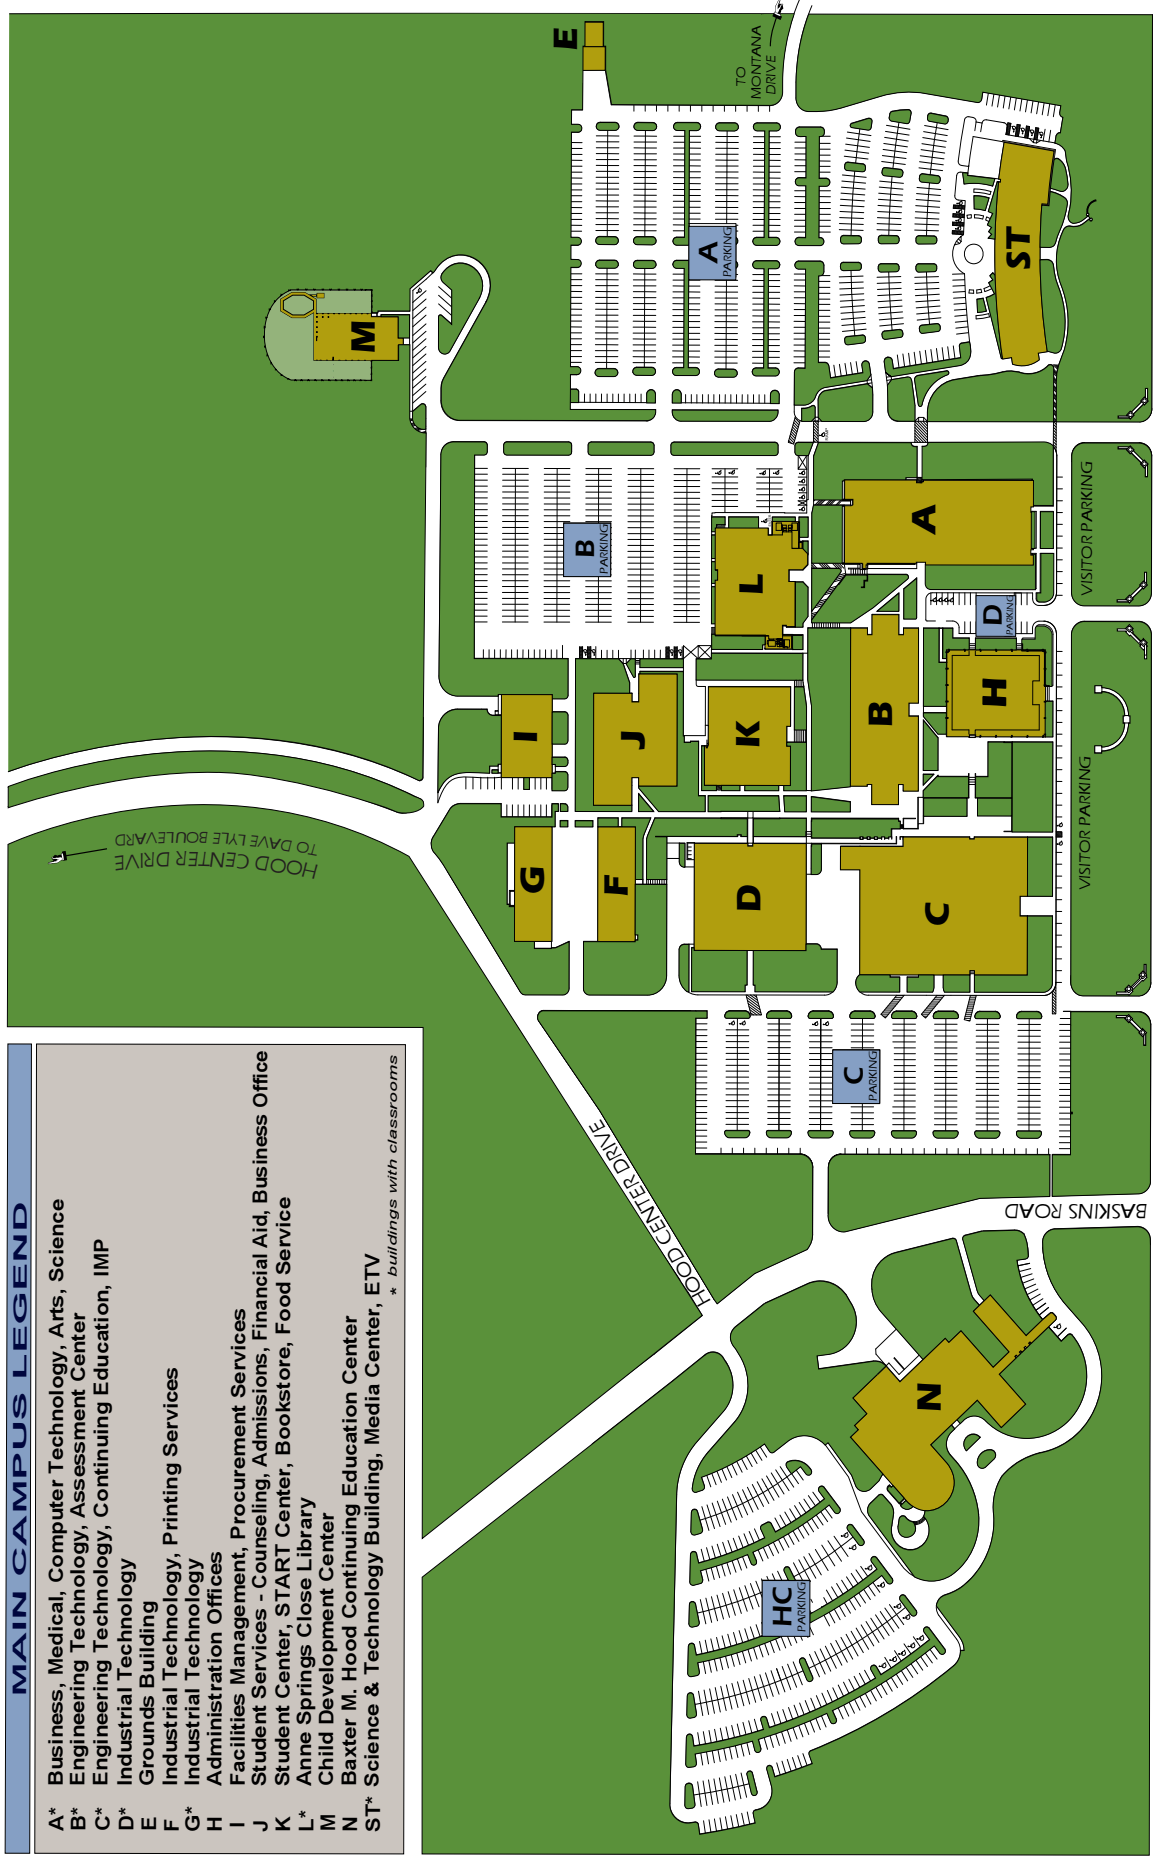 MAIN CAMPUS LEGEND
A* Business, Medical, Computer Technology, Arts, Science
B* Engineering Technology, Assessment Center
C* Engineering Technology, Continuing Education, IMP
D* Industrial Technology
E Grounds Building
F Industrial Technology, Printing Services
G* Industrial Technology
H Administration Offices
I Facilities Management, Procurement Services
J Student Services - Counseling, Admissions, Financial Aid, Business Office
K Student Center, START Center, Bookstore, Food Service
L* Anne Springs Close Library
M Child Development Center
N Baxter M. Hood Continuing Education Center
ST* Science & Technology Building, Media Center, ETV
* buildings with classrooms
HOOD CENTER DRIVE
TO DAVE LYLE BOULEVARD
M
E
TO
MONTANA
DRIVE
A
PARKING
ST
B
PARKING
L
A
VISITOR PARKING
D
PARKING
I
J
K
B
H
G
F
D
C
VISITOR PARKING
C
PARKING
HOOD CENTER DRIVE
BASKINS ROAD
N
HC
PARKING